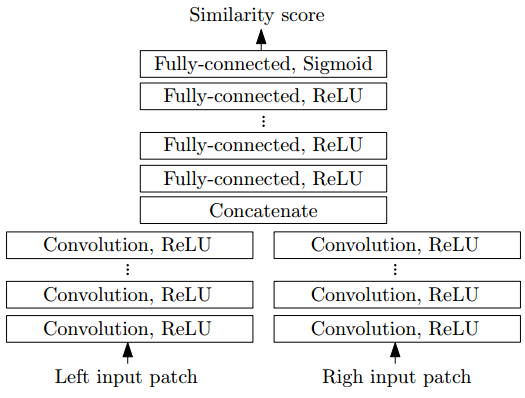 Similarity score
Fully-connected, Sigmoid
Fully-connected, ReLU
⋮
Fully-connected, ReLU
Fully-connected, ReLU
Concatenate
Convolution, ReLU Convolution, ReLU
⋮ ⋮
Convolution, ReLU Convolution, ReLU
Convolution, ReLU Convolution, ReLU
Left input patch Righ input patch